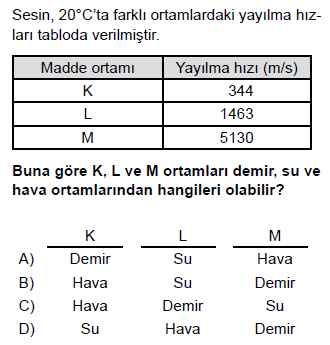 Sesin, 20°C'ta farklı ortamlardaki yayılma hız-
ları tabloda verilmiştir.
Madde ortamı Yayılma hızı (m/s)
K 344
L 1463
M 5130
Buna göre K, L ve M ortamları demir, su ve
hava ortamlarından hangileri olabilir?
K L M
A) Demir Su Hava
B) Hava Su Demir
C) Hava Demir Su
D) Su Hava Demir